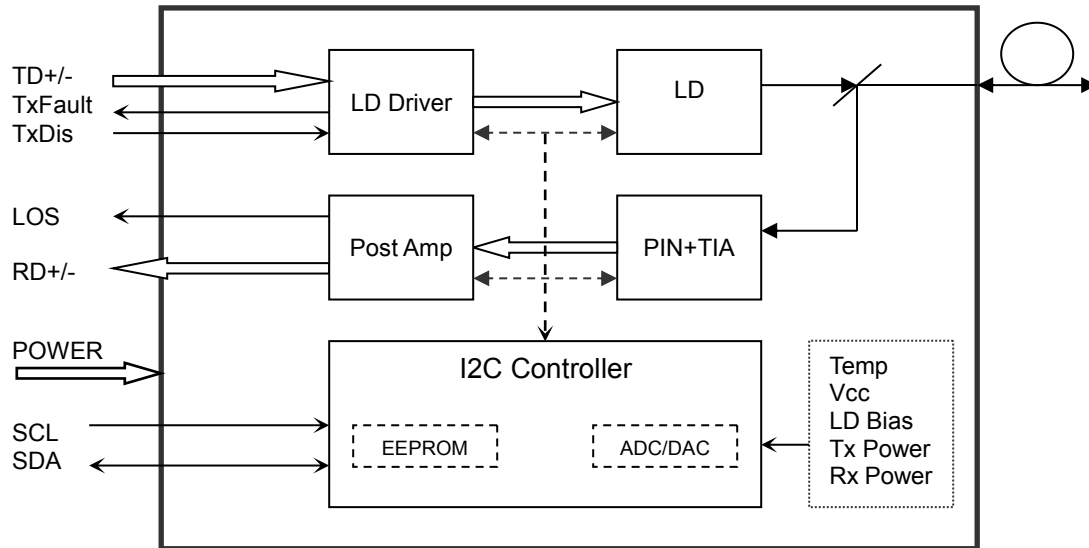 TD+/-
TxFault
TxDis
LD Driver
LD
LOS
RD+/-
Post Amp
PIN+TIA
POWER
SCL
SDA
I2C Controller
EEPROM
ADC/DAC
Temp
Vcc
LD Bias
Tx Power
Rx Power